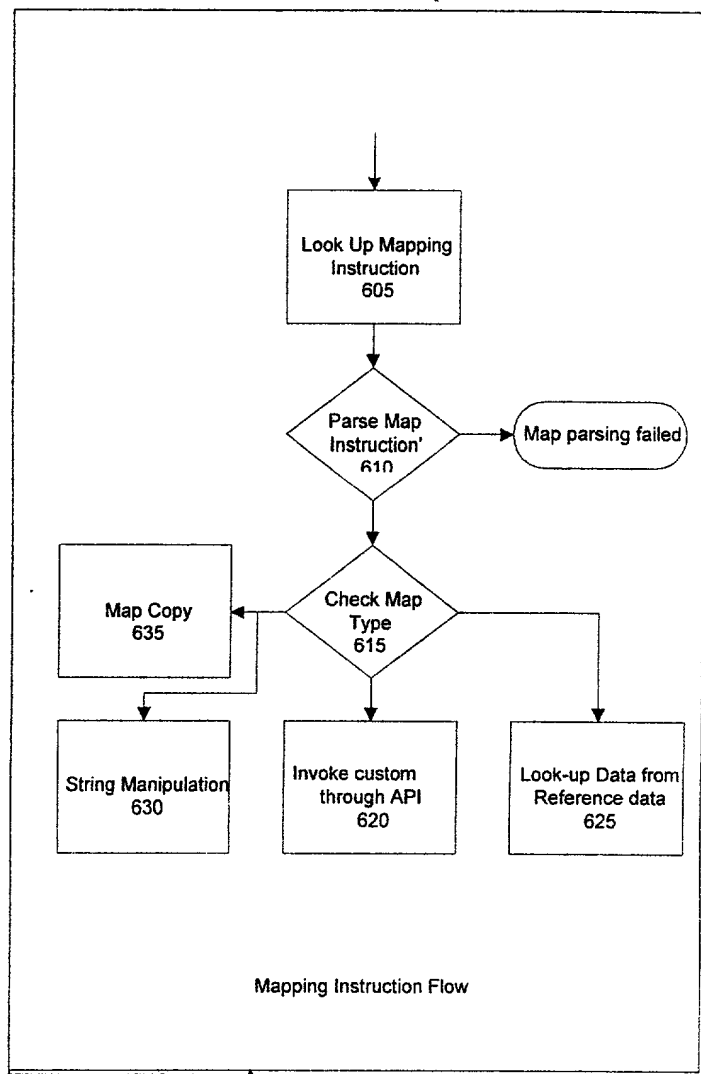 Look Up Mapping
Instruction
605
Parse Map
Instruction'
610
Map parsing failed
Check Map
Type
615
Map Copy
635
String Manipulation
630
Invoke custom
through API
620
Look-up Data from
Reference data
625
Mapping Instruction Flow